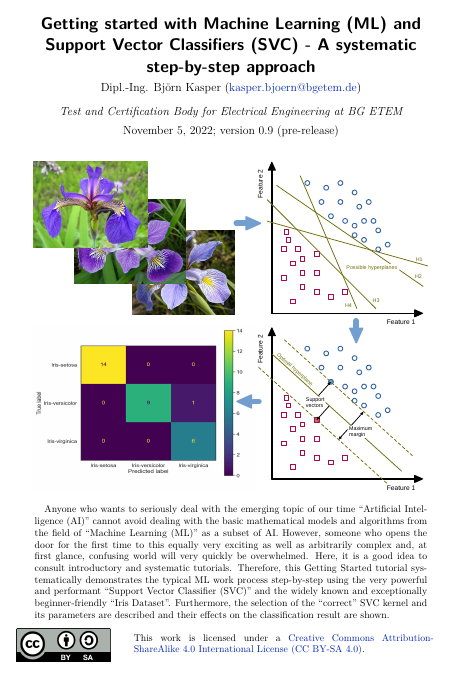 Getting started with Machine Learning (ML) and
Support Vector Classifiers (SVC) - A systematic
step-by-step approach
Dipl.-Ing. Björn Kasper (kasper.bjoern@bgetem.de)
Test and Certification Body for Electrical Engineering at BG ETEM
November 5, 2022; version 0.9 (pre-release)
Feature 2
H1
Possible hyperplanes
H2
H3
H4
Feature 1
14
12
10
8
6
4
2
0
True label
Iris-setosa
14 0 0
Iris-versicolor
0 9 1
Iris-virginica
0 0 6
Iris-setosa Iris-versicolor Iris-virginica
Predicted label
Feature 2
Optimal hyperplane
Support
vectors
Maximum
margin
Feature 1
Anyone who wants to seriously deal with the emerging topic of our time “Artificial Intel-
ligence (AI)” cannot avoid dealing with the basic mathematical models and algorithms from
the field of “Machine Learning (ML)” as a subset of AI. However, someone who opens the
door for the first time to this equally very exciting as well as arbitrarily complex and, at
first glance, confusing world will very quickly be overwhelmed. Here, it is a good idea to
consult introductory and systematic tutorials. Therefore, this Getting Started tutorial sys-
tematically demonstrates the typical ML work process step-by-step using the very powerful
and performant “Support Vector Classifier (SVC)” and the widely known and exceptionally
beginner-friendly “Iris Dataset”. Furthermore, the selection of the “correct” SVC kernel and
its parameters are described and their effects on the classification result are shown.
cc
BY SA
This work is licensed under a Creative Commons Attribution-
ShareAlike 4.0 International License (CC BY-SA 4.0).